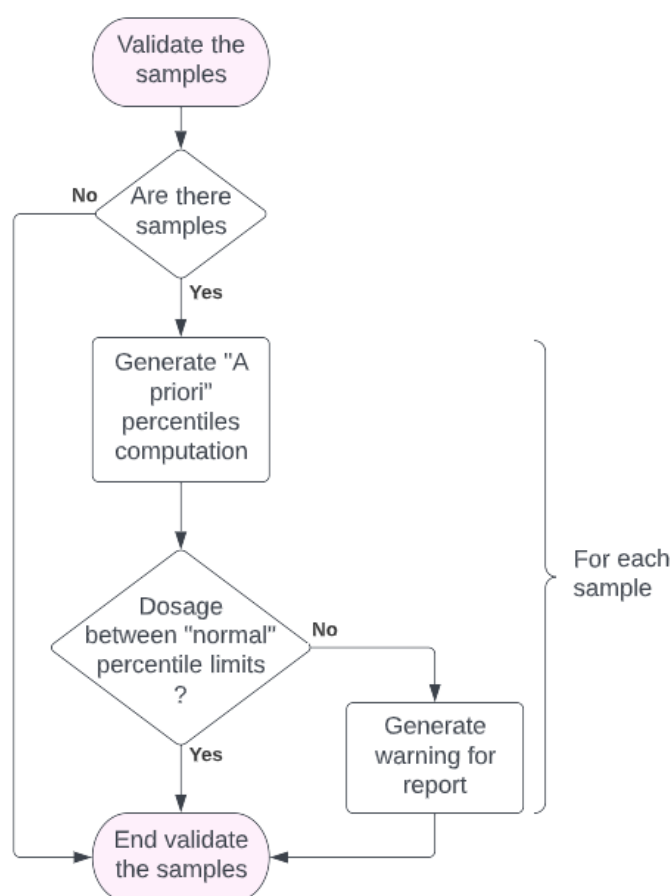 Validate the
samples
No
Are there
samples
Yes
Generate "A
priori"
percentiles
computation
For each
sample
Dosage
between "normal"
percentile limits
?
No
Generate
warning for
report
Yes
End validate
the samples